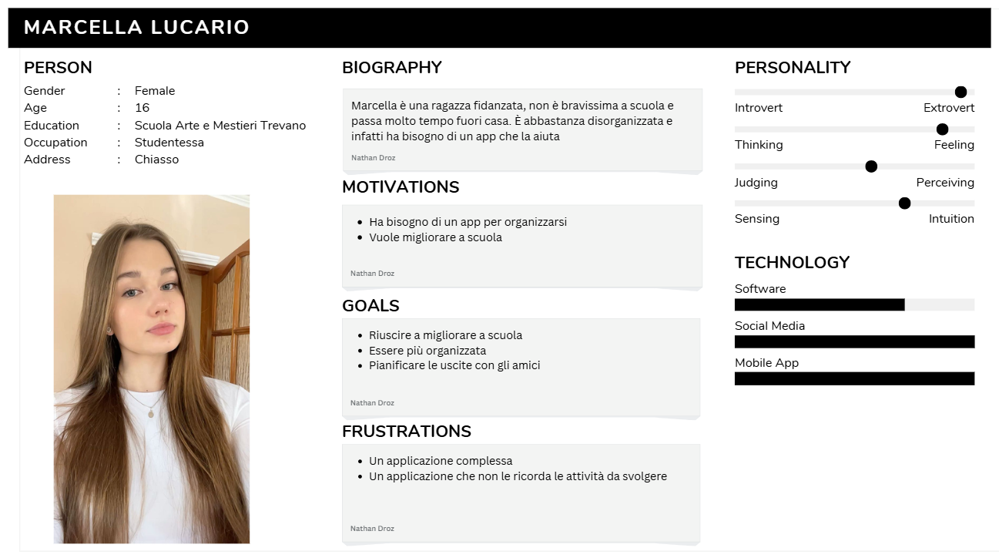 MARCELLA LUCARIO
PERSON
Gender : Female
Age : 16
Education : Scuola Arte e Mestieri Trevano
Occupation : Studentessa
Address : Chiasso
BIOGRAPHY
Marcella è una ragazza fidanzata, non è bravissima a scuola e
passa molto tempo fuori casa. È abbastanza disorganizzata e
infatti ha bisogno di un app che la aiuta
Nathan Droz
MOTIVATIONS
• Ha bisogno di un app per organizzarsi
• Vuole migliorare a scuola
Nathan Droz
GOALS
• Riuscire a migliorare a scuola
• Essere più organizzata
• Pianificare le uscite con gli amici
Nathan Droz
FRUSTRATIONS
• Un applicazione complessa
• Un applicazione che non le ricorda le attività da svolgere
Nathan Droz
PERSONALITY
Introvert Extrovert
Thinking Feeling
Judging Perceiving
Sensing Intuition
TECHNOLOGY
Software
Social Media
Mobile App